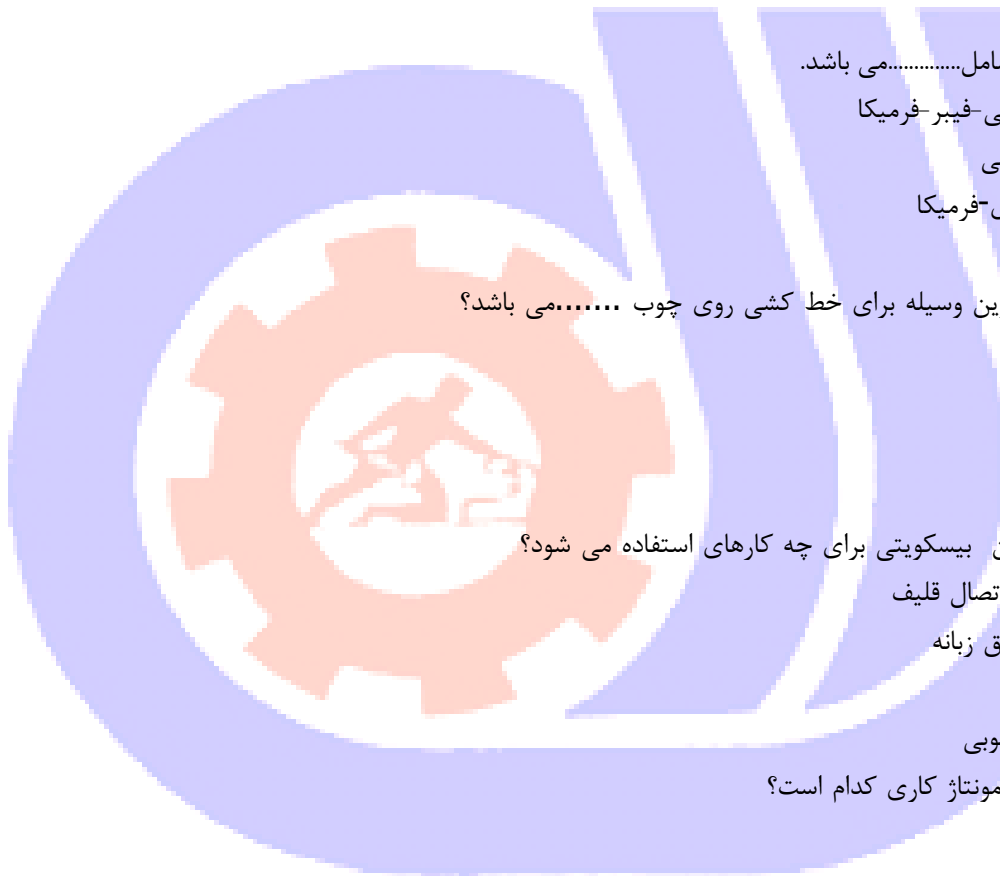 امل..............می باشد.
ی-فیبر-فرمیکا
ی
-فرمیکا
ین وسیله برای خط کشی روی چوب .......می باشد؟
بیسکویتی برای چه کارهای استفاده می شود؟
تصال قلیف
ق زبانه
وبی
مونتاژ کاری کدام است؟